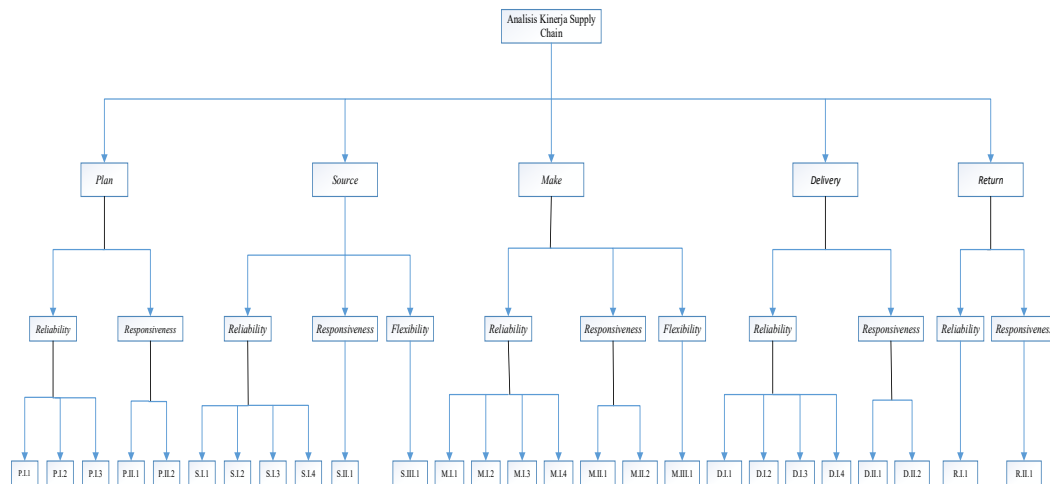 Analisis Kinerja Supply
Chain
Plan
Source
Make
Delivery
Return
Reliability
Responsiveness
Reliability
Responsiveness
Flexibility
Reliability
Responsiveness
Flexibility
Reliability
Responsiveness
Reliability
Responsiveness
P.I.1
P.I.2
P.I.3
P.II.1
P.II.2
S.I.1
S.I.2
S.I.3
S.I.4
S.II.1
S.III.1
M.I.1
M.I.2
M.I.3
M.I.4
M.II.1
M.II.2
M.III.1
D.I.1
D.I.2
D.I.3
D.I.4
D.II.1
D.II.2
R.I.1
R.II.1